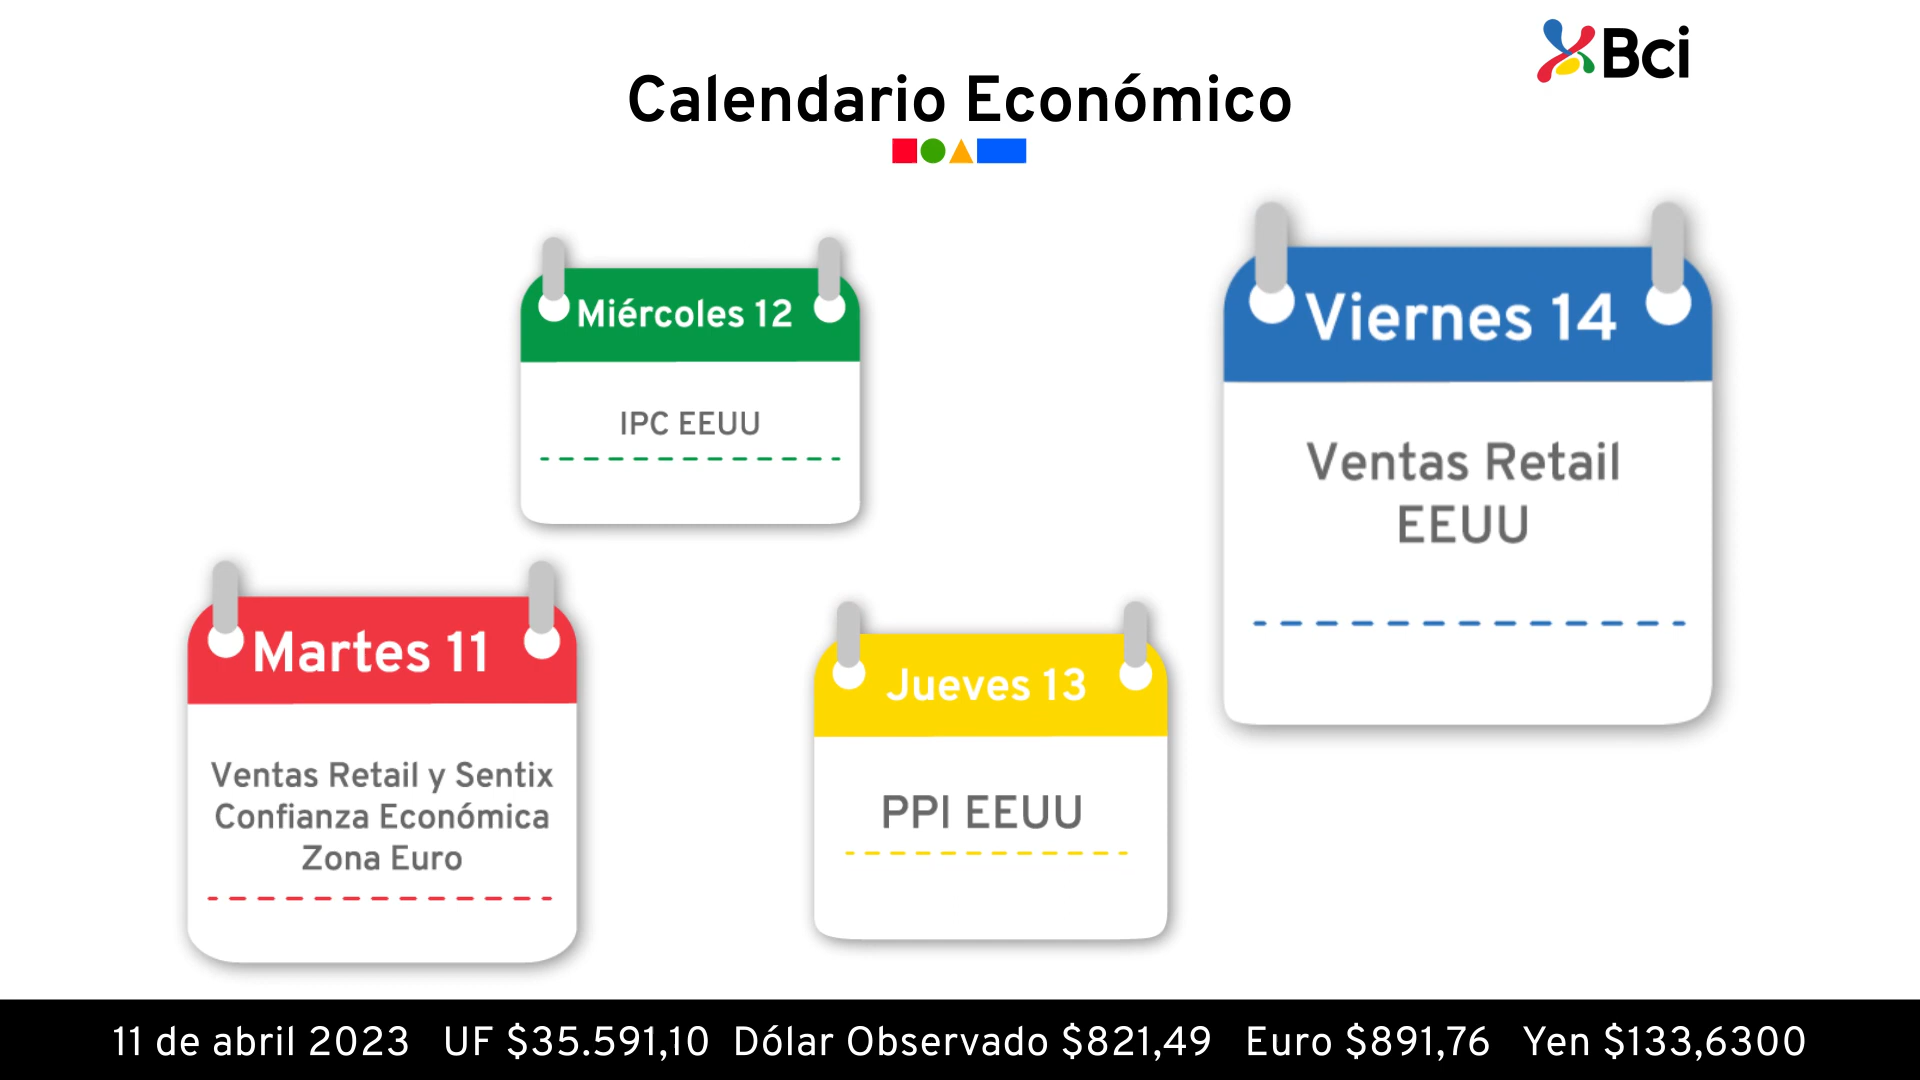 Bci
Calendario Económico
Miércoles 12
IPC EEUU
Viernes 14
Ventas Retail
EEUU
Martes 11
Ventas Retail y Sentix
Confianza Económica
Zona Euro
Jueves 13
PPI EEUU
11 de abril 2023 UF $35.591,10 Dólar Observado $821,49 Euro $891,76 Yen $133,6300